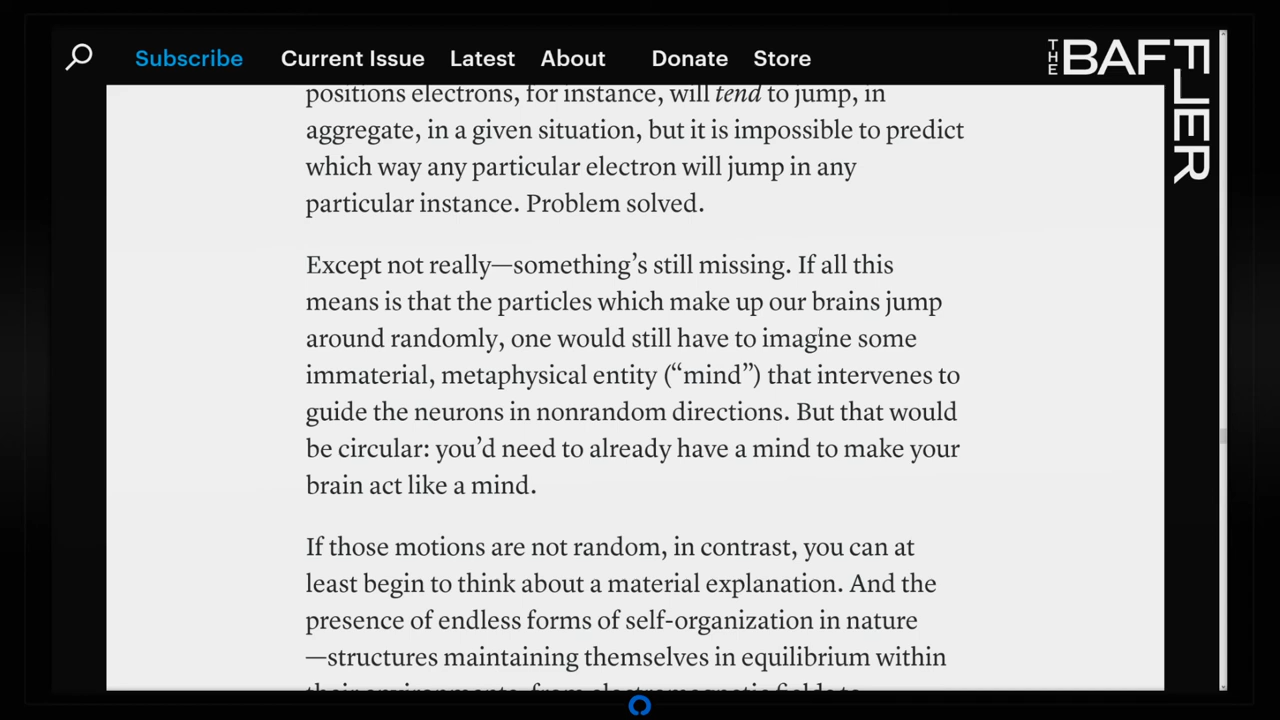 Subscribe Current Issue Latest About Donate Store
THE BAFFLER
positions electrons, for instance, will tend to jump, in
aggregate, in a given situation, but it is impossible to predict
which way any particular electron will jump in any
particular instance. Problem solved.
Except not really—something’s still missing. If all this
means is that the particles which make up our brains jump
around randomly, one would still have to imagine some
immaterial, metaphysical entity (“mind”) that intervenes to
guide the neurons in nonrandom directions. But that would
be circular: you’d need to already have a mind to make your
brain act like a mind.
If those motions are not random, in contrast, you can at
least begin to think about a material explanation. And the
presence of endless forms of self-organization in nature
—structures maintaining themselves in equilibrium within
their environments, from electromagnetic fields to